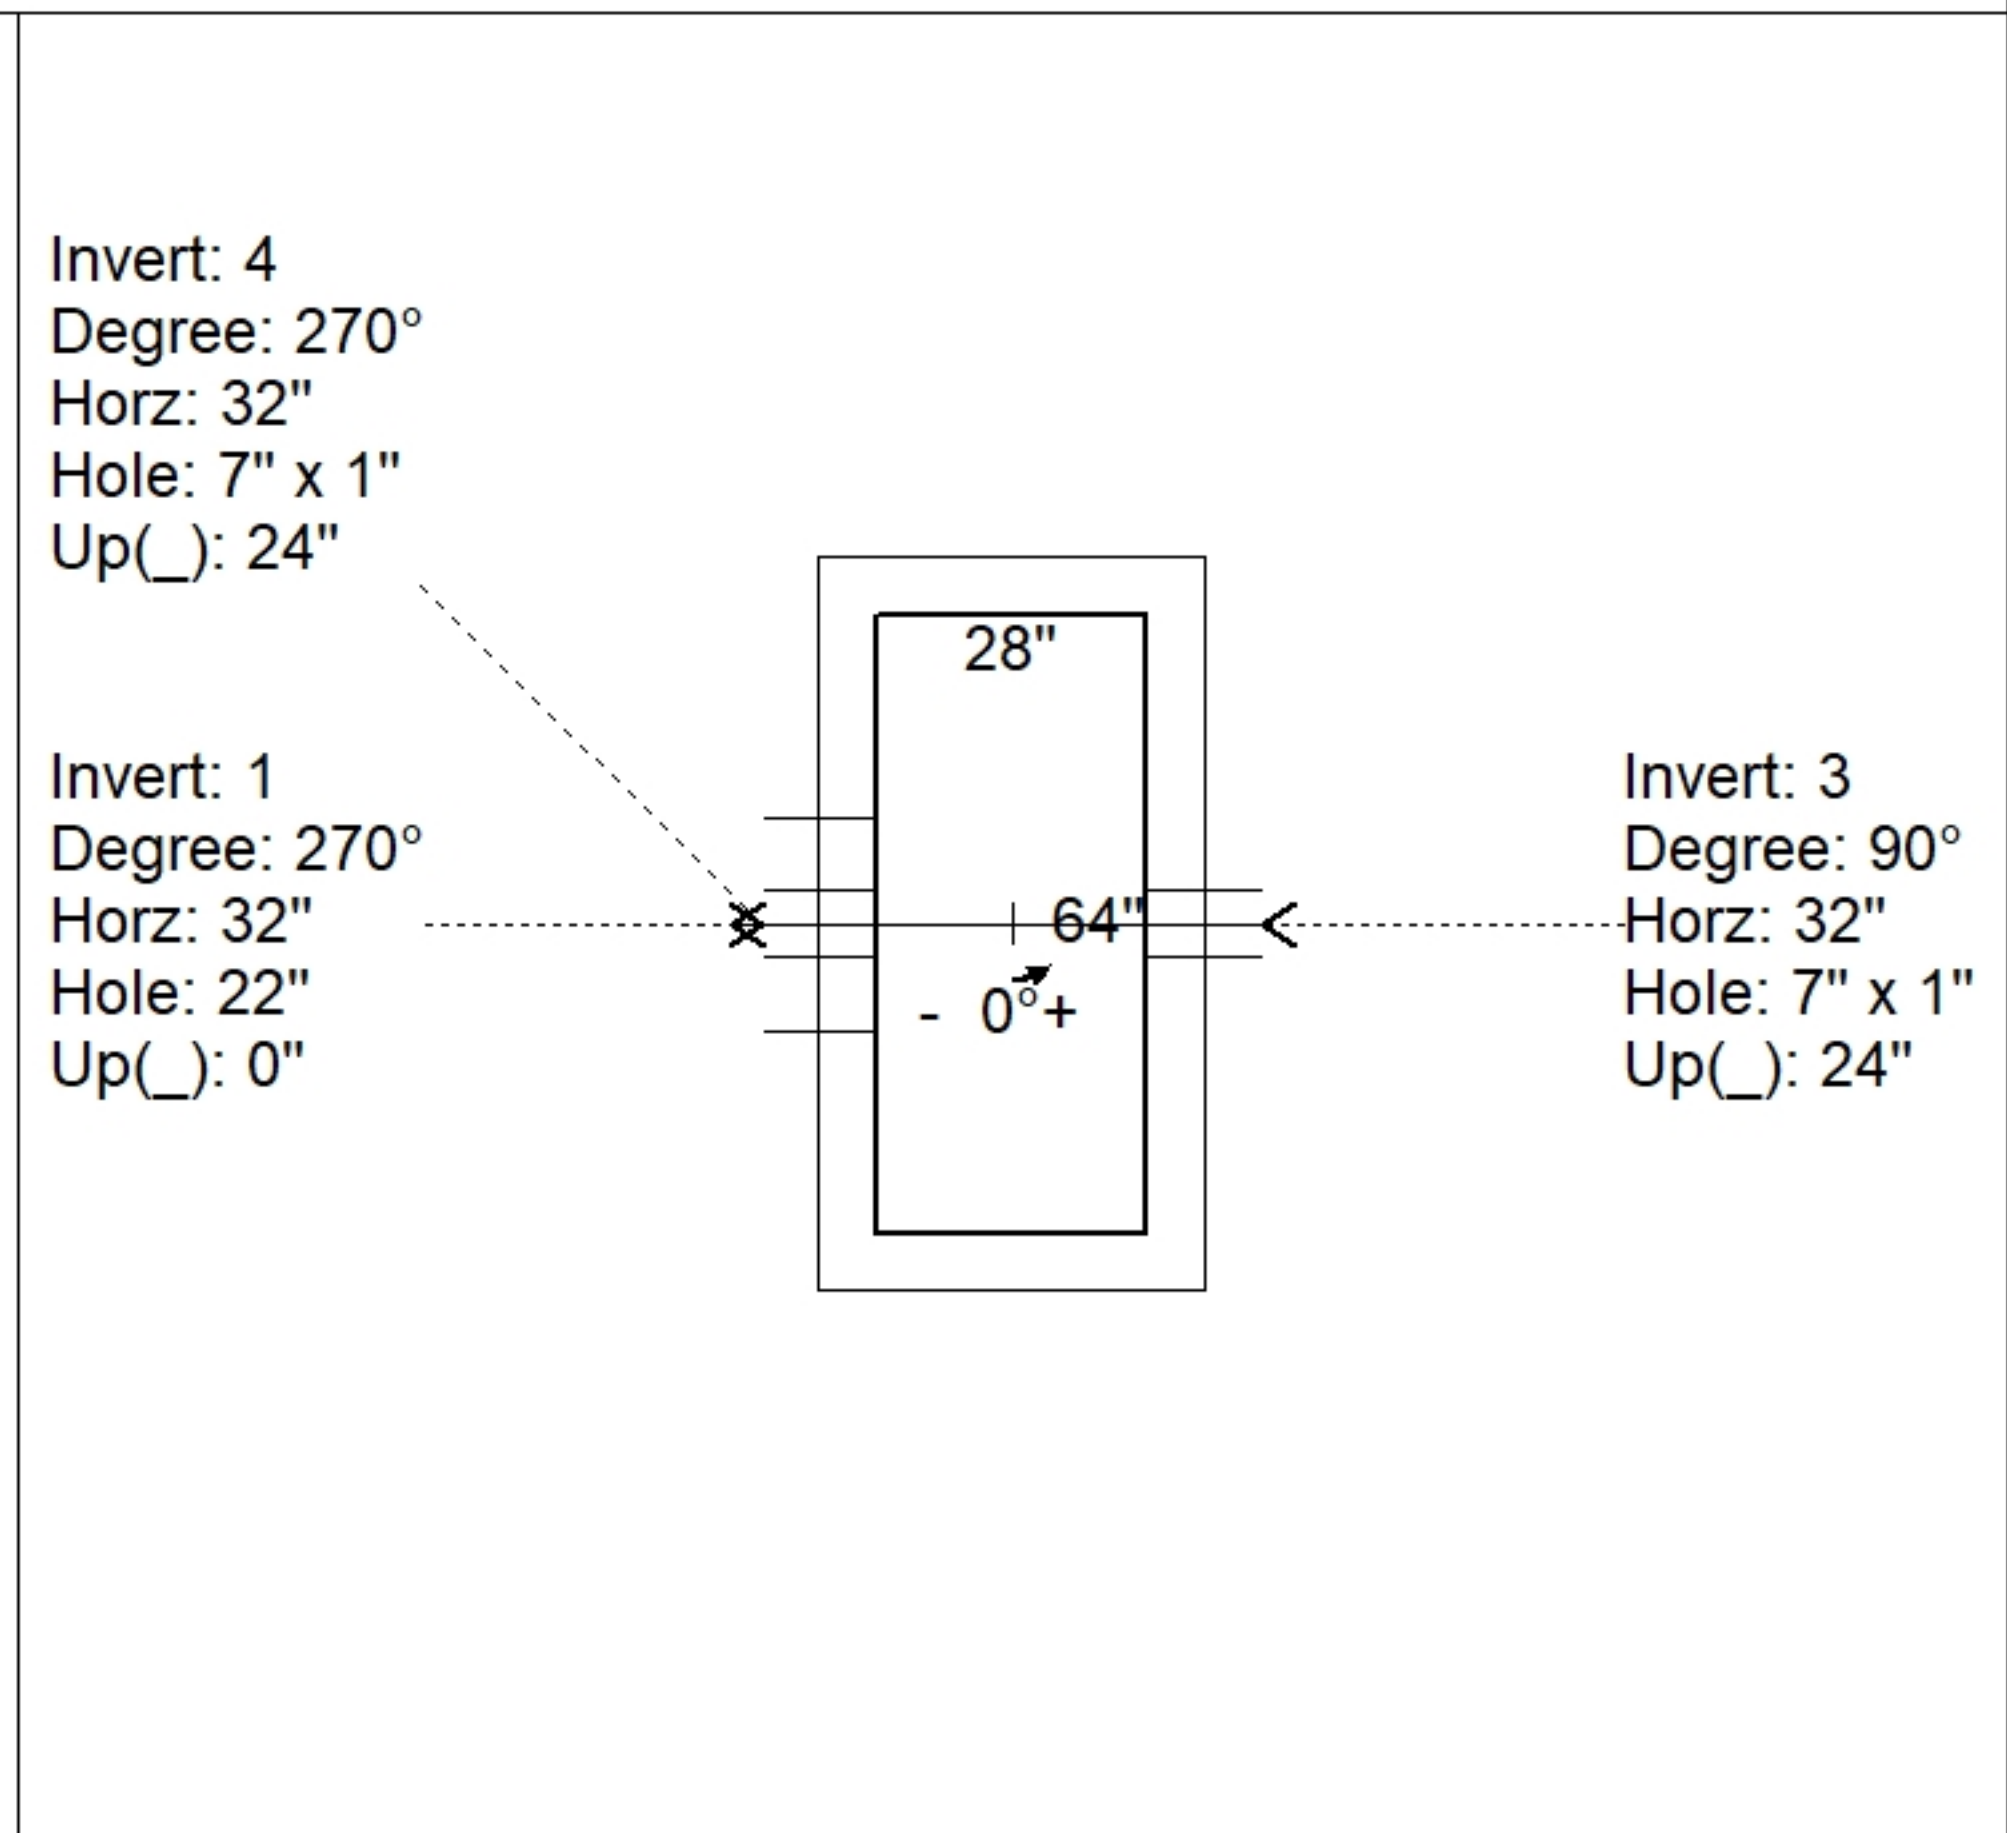 Invert: 4
Degree: 270°
Horz: 32"
Hole: 7" x 1"
Up(_): 24"
28"
Invert: 1
Degree: 270°
Horz: 32"
Hole: 22"
Up(_): 0"
64"
- 0°+
Invert: 3
Degree: 90°
Horz: 32"
Hole: 7" x 1"
Up(_): 24"